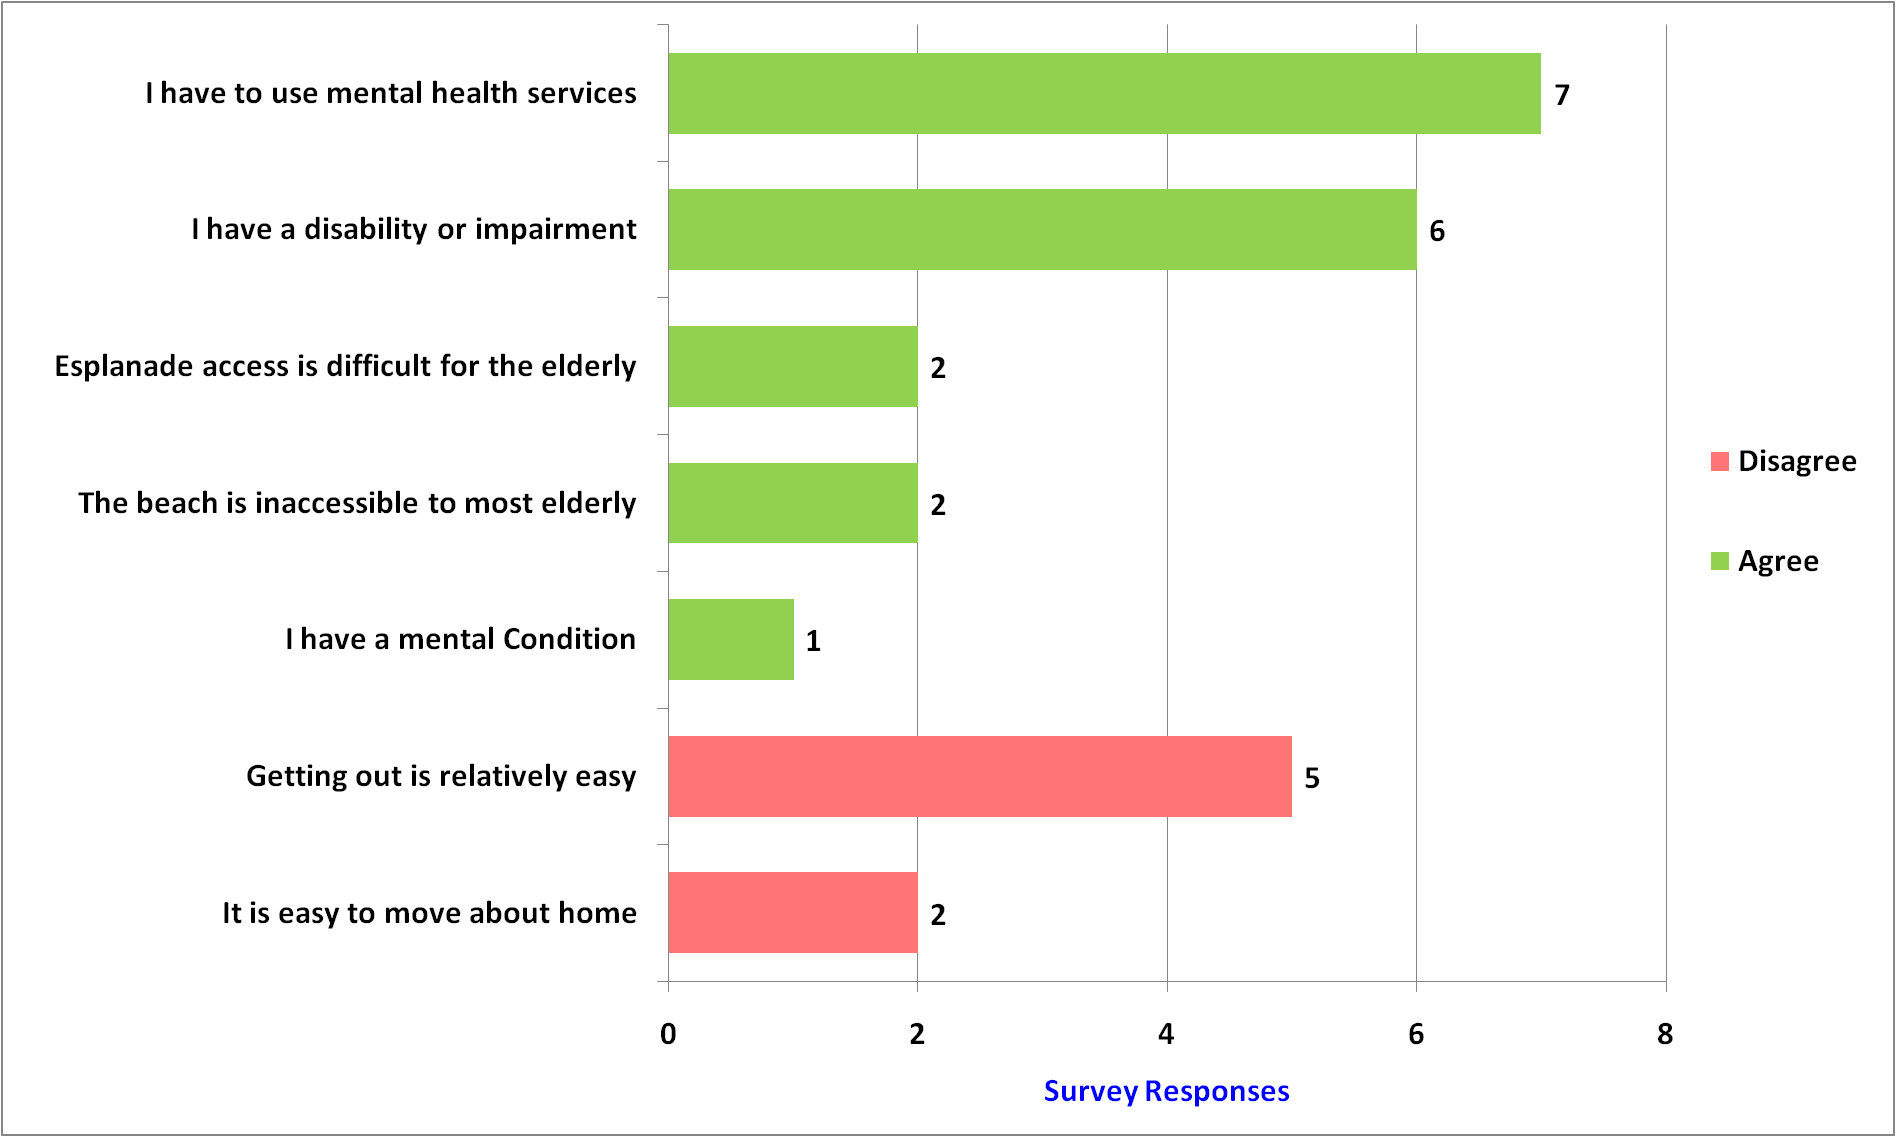 I have to use mental health services
7
I have a disability or impairment
6
Esplanade access is difficult for the elderly
2
The beach is inaccessible to most elderly
2
I have a mental Condition
1
Getting out is relatively easy
5
It is easy to move about home
2
Disagree
Agree
0 2 4 6 8
Survey Responses